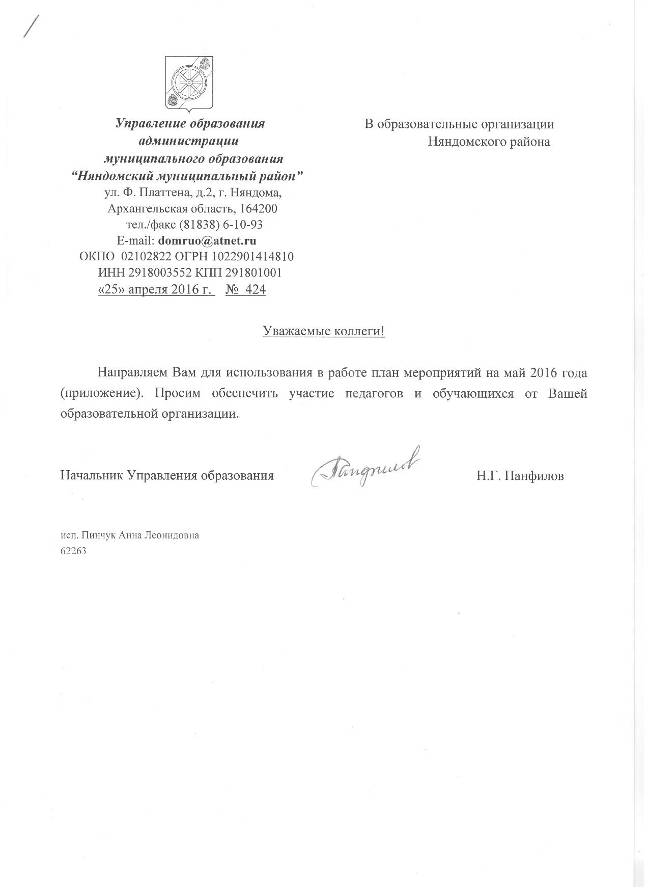 Управление образования
администрации
муниципального образования
“Няндомский муниципальный район”
ул. Ф. Платтена, д.2, г. Няндома,
Архангельская область, 164200
тел./факс (81838) 6-10-93
E-mail: domruo@atnet.ru
ОКПО 02102822 ОГРН 1022901414810
ИНН 2918003552 КПП 291801001
«25» апреля 2016 г. № 424
В образовательные организации
Няндомского района
Уважаемые коллеги!
Направляем Вам для использования в работе план мероприятий на май 2016 года
(приложение). Просим обеспечить участие педагогов и обучающихся от Вашей
образовательной организации.
Начальник Управления образования Панфилов Н.Г. Панфилов
исп. Пинчук Анна Леонидовна
62263